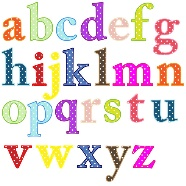 abcdefg
hijklmn
opqrstu
vwxyz